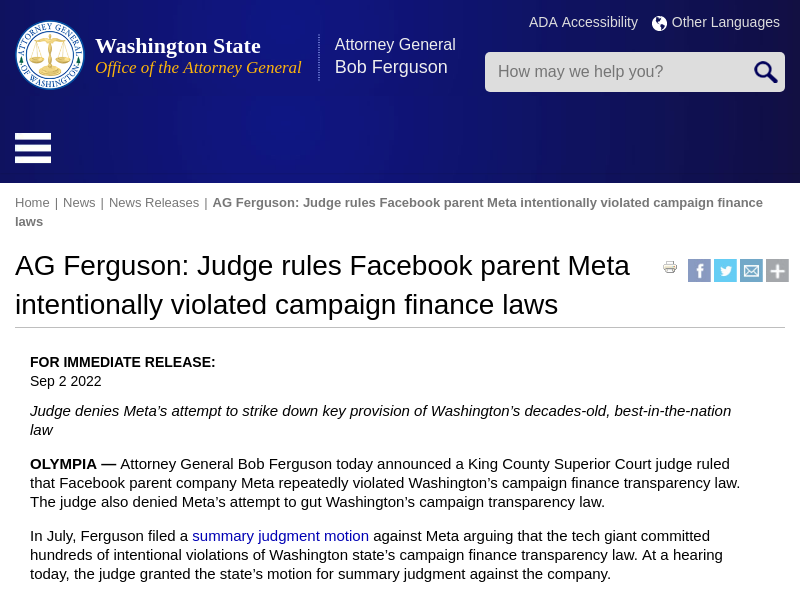 ATTORNEY GENERAL
OF WASHINGTON
Washington State
Office of the Attorney General
Attorney General
Bob Ferguson
ADA Accessibility
Other Languages
How may we help you?
Home | News | News Releases | AG Ferguson: Judge rules Facebook parent Meta intentionally violated campaign finance
laws
AG Ferguson: Judge rules Facebook parent Meta
intentionally violated campaign finance laws
FOR IMMEDIATE RELEASE:
Sep 2 2022
Judge denies Meta’s attempt to strike down key provision of Washington’s decades-old, best-in-the-nation
law
OLYMPIA — Attorney General Bob Ferguson today announced a King County Superior Court judge ruled
that Facebook parent company Meta repeatedly violated Washington’s campaign finance transparency law.
The judge also denied Meta’s attempt to gut Washington’s campaign transparency law.
In July, Ferguson filed a summary judgment motion against Meta arguing that the tech giant committed
hundreds of intentional violations of Washington state’s campaign finance transparency law. At a hearing
today, the judge granted the state’s motion for summary judgment against the company.